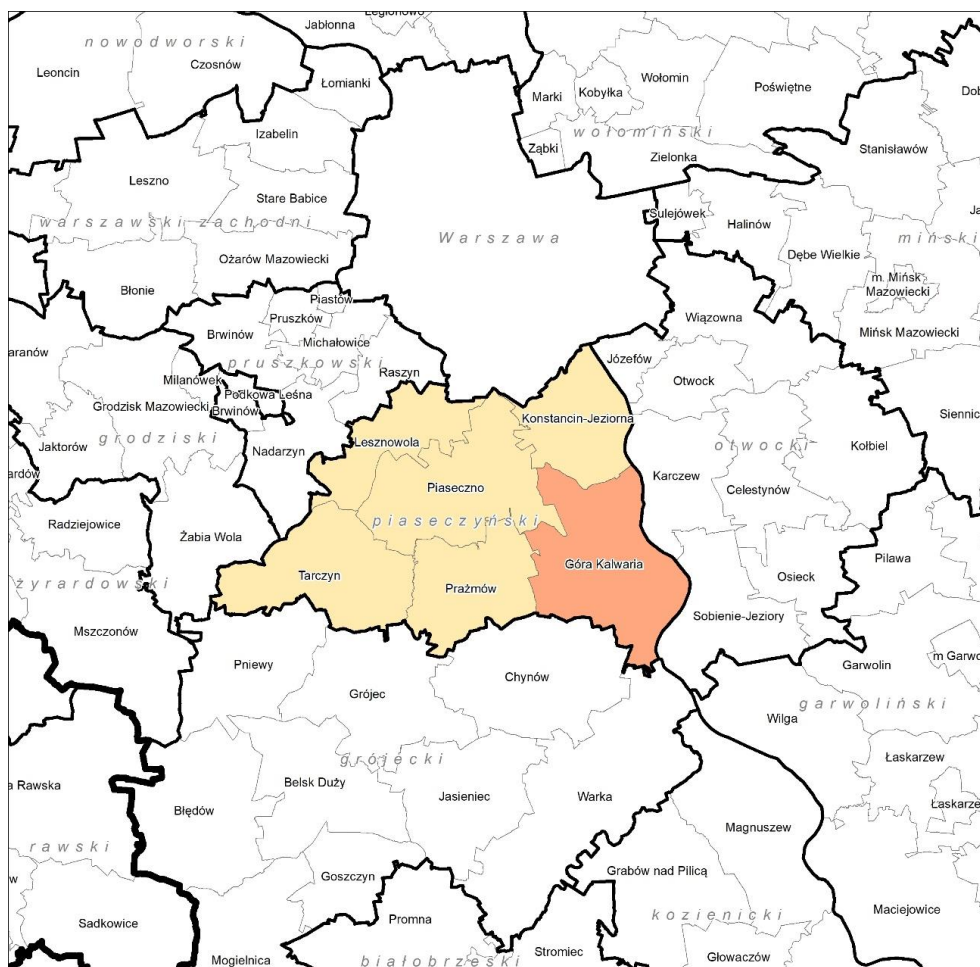 Legionowo
Jabłonna
nowodworski
Leoncin
Czosnów
Łomianki
Marki
Kobyłka
Wołomin
Poświętne
Izabelin
wołomiński
Ząbki
Zielonka
Stanisławów
Leszno
Stare Babice
warszawski zachodni
Sulejówek
Halinów
Warszawa
miński
Ożarów Mazowiecki
Dębe Wielkie
Błonie
m. Mińsk
Mazowiecki
Piastów
Pruszków
Brwinów
Michałowice
Wiązowna
Mińsk Mazowiecki
pruszkowski
Raszyn
Józefów
Milanówek
Otwock
Podkowa Leśna
Grodzisk Mazowiecki
Brwinów
Konstancin-Jeziorna
grodziski
Lesznowola
otwocki
Kołbiel
Jaktorów
Nadarzyn
Karczew
Piaseczno
Celestynów
Radziejowice
piaseczyński
Żabia Wola
Pilawa
Góra Kalwaria
Tarczyn
Osieck
żyrardowski
Prażmów
Sobienie-Jeziory
Mszczonów
Pniewy
Garwolin
Chynów
Grójec
garwoliński
Wilga
grójecki
Łaskarzew
Belsk Duży
Jasieniec
Warka
Błędów
Magnuszew
rawski
Goszczyn
Grabów nad Pilicą
Maciejowice
Promna
kozienicki
Sadkowice
Stromiec
Głowaczów
Mogielnica
białobrzeski